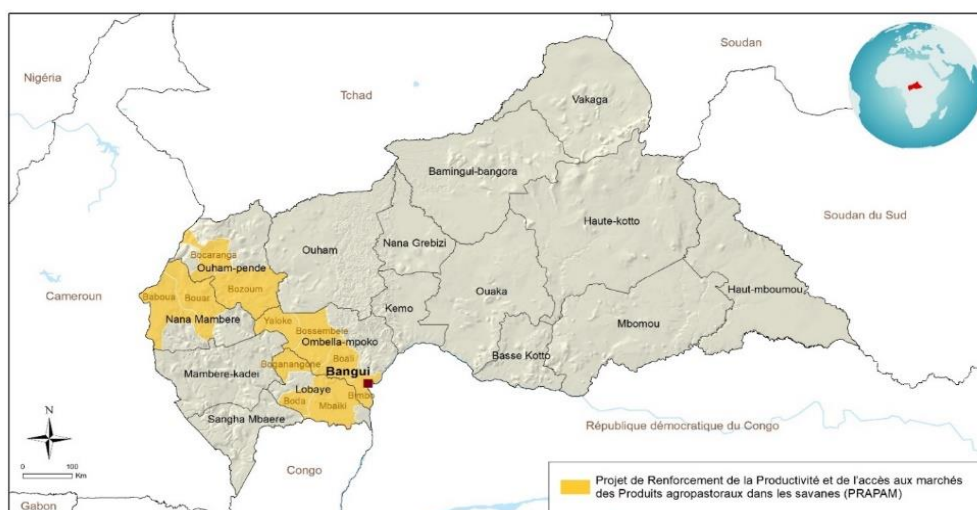 Nigéria
Tchad
Soudan
Vakaga
Bamingui-bangora
Haute-kotto
Soudan du Sud
Ouham
Nana Grebizi
Bocaranga
Ouham-pende
Cameroun
Baboua
Bouar
Bozoum
Ouaka
Haut-mboumou
Nana Mambere
Kemo
Mbomou
Yaloke
Bossembele
Ombella-mpoko
Basse Kotto
Boali
Boganangone
Bangui
Mambere-kadei
Lobaye
Bimbo
Boda
Mbaiki
Sangha Mbaere
République démocratique du Congo
N
0 100
Km
Congo
Gabon
Projet de Renforcement de la Productivité et de l'accès aux marchés
des Produits agropastoraux dans les savanes (PRAPAM)